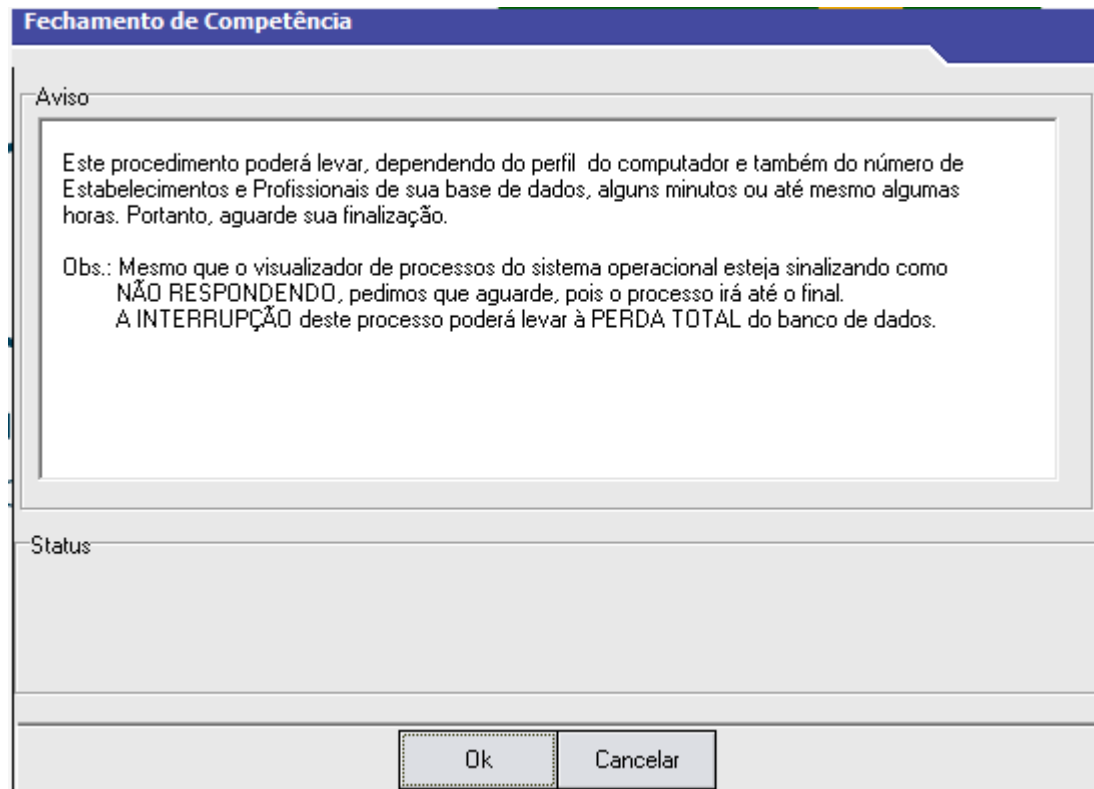 Fechamento de Competência
Aviso
Este procedimento poderá levar, dependendo do perfil do computador e também do número de
Estabelecimentos e Profissionais de sua base de dados, alguns minutos ou até mesmo algumas
horas. Portanto, aguarde sua finalização.
Obs.: Mesmo que o visualizador de processos do sistema operacional esteja sinalizando como
NÃO RESPONDENDO, pedimos que aguarde, pois o processo irá até o final.
A INTERRUPÇÃO deste processo poderá levar à PERDA TOTAL do banco de dados.
Status
Ok
Cancelar